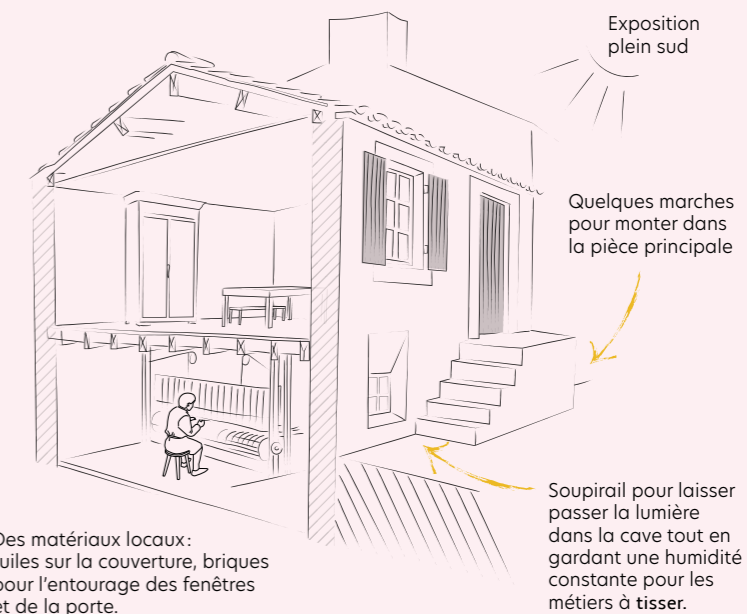 Exposition
plein sud
Quelques marches
pour monter dans
la pièce principale
Soupirail pour laisser
passer la lumière
dans la cave tout en
gardant une humidité
constante pour les
métiers à tisser.
Des matériaux locaux :
tuiles sur la couverture, briques
pour l'entourage des fenêtres
et de la porte.